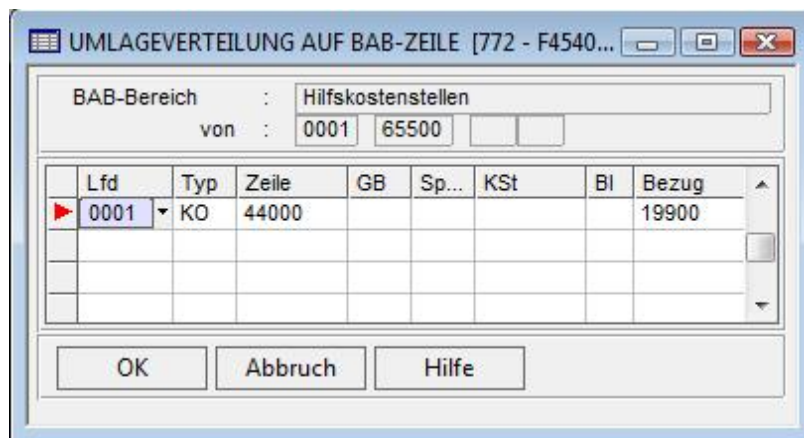 UMLAGEVERTEILUNG AUF BAB-ZEILE [772 - F4540...
BAB-Bereich : Hilfskostenstellen
von : 0001 65500
Lfd Typ Zeile GB Sp... KSt BI Bezug
0001 KO 44000 19900
OK Abbruch Hilfe